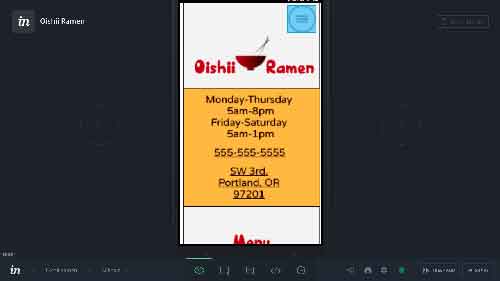 in
Oishii Ramen
Oishii Ramen
Monday-Thursday
5am-8pm
Friday-Saturday
5am-1pm
555-555-5555
SW 3rd.
Portland, OR
97201
Menu
in